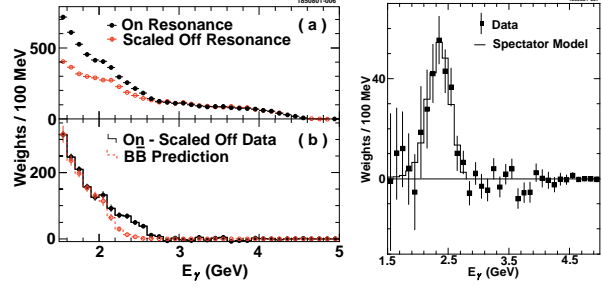 1850801-006
On Resonance
Scaled Off Resonance
( a )
500
250
0
Weights / 100 MeV
On - Scaled Off Data
BB Prediction
( b )
200
0
2
3
4
5
Eγ (GeV)
Data
Spectator Model
40
0
Weights / 100 MeV
1.5
2.5
3.5
4.5
Eγ (GeV)